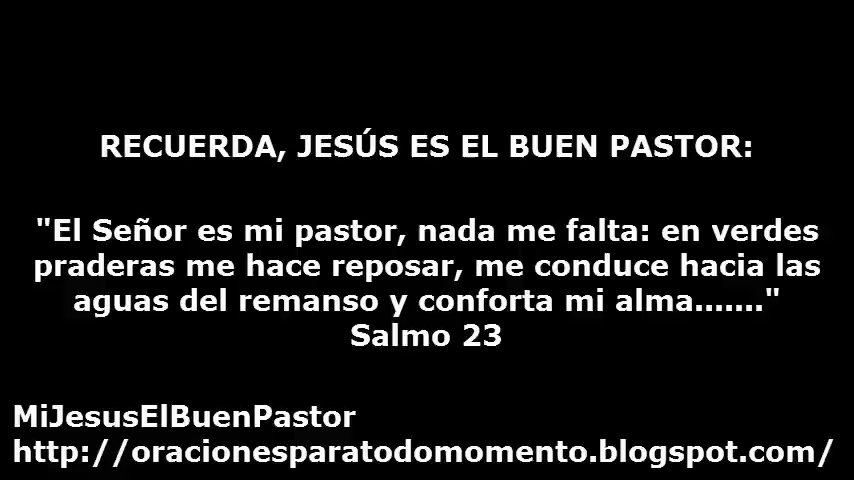 RECUERDA, JESÚS ES EL BUEN PASTOR:
"El Señor es mi pastor, nada me falta: en verdes
praderas me hace reposar, me conduce hacia las
aguas del remanso y conforta mi alma......."
Salmo 23
MiJesusElBuenPastor
http://oracionesparatodomomento.blogspot.com/